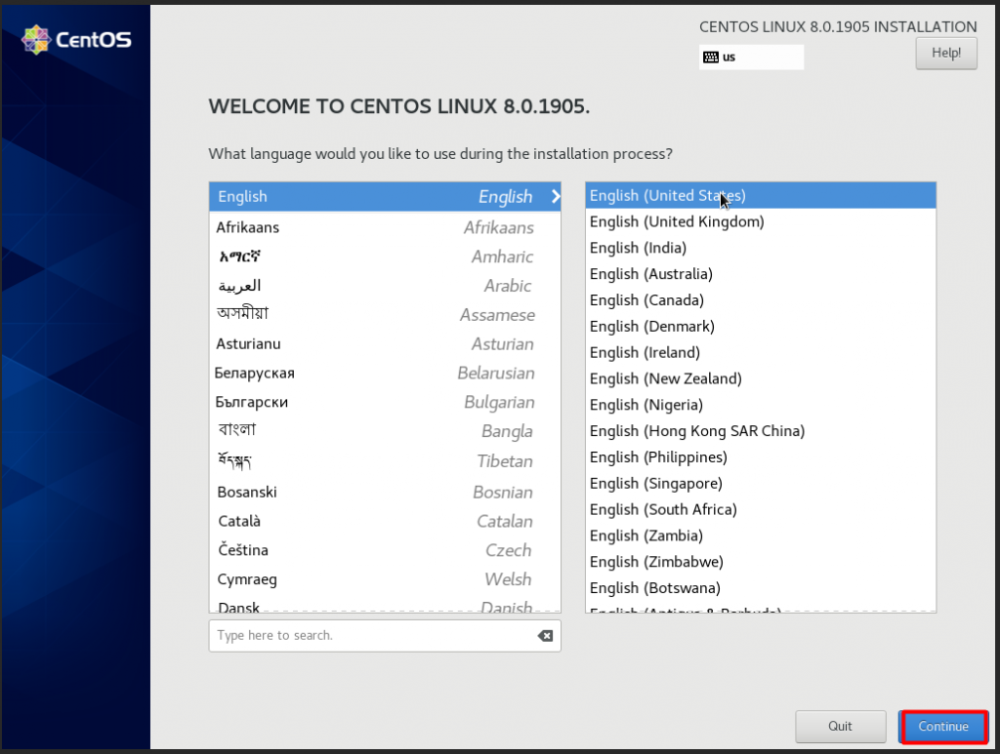 CentOS
CENTOS LINUX 8.0.1905 INSTALLATION
us
Help!
WELCOME TO CENTOS LINUX 8.0.1905.
What language would you like to use during the installation process?
English English
Afrikaans Afrikaans
አማርኛ Amharic
العربية Arabic
অসমীয়া Assamese
Asturianu Asturian
Беларуская Belarusian
Български Bulgarian
বাংলা Bangla
བོད་སྐད་ Tibetan
Bosanski Bosnian
Català Catalan
Čeština Czech
Cymraeg Welsh
Dansk Danish
Type here to search.
English (United States)
English (United Kingdom)
English (India)
English (Australia)
English (Canada)
English (Denmark)
English (Ireland)
English (New Zealand)
English (Nigeria)
English (Hong Kong SAR China)
English (Philippines)
English (Singapore)
English (South Africa)
English (Zambia)
English (Zimbabwe)
English (Botswana)
English (Antigua & Barbuda)
Quit
Continue